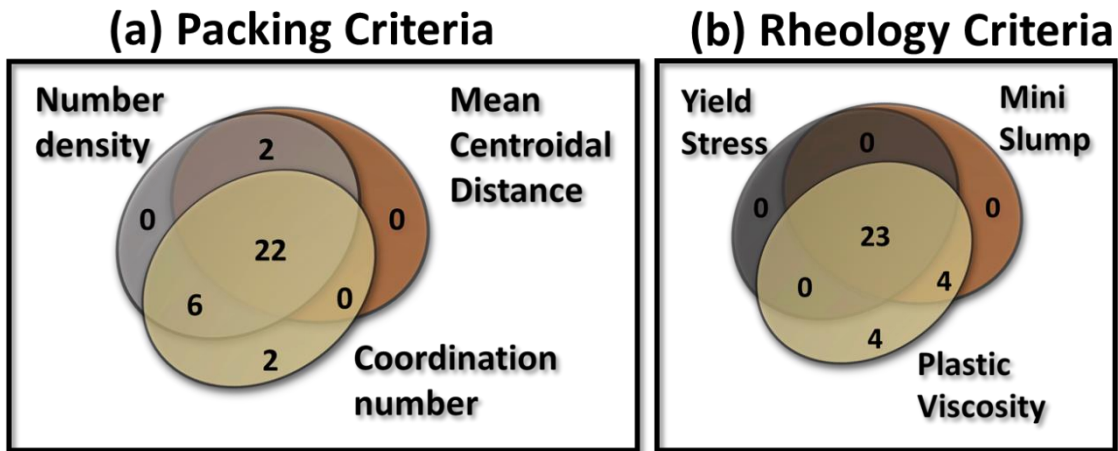 (a) Packing Criteria
Number
density
Mean
Centroidal
Distance
2
0
0
22
6
0
2
Coordination
number
(b) Rheology Criteria
Yield
Stress
Mini
Slump
0
0
0
23
0
4
4
Plastic
Viscosity